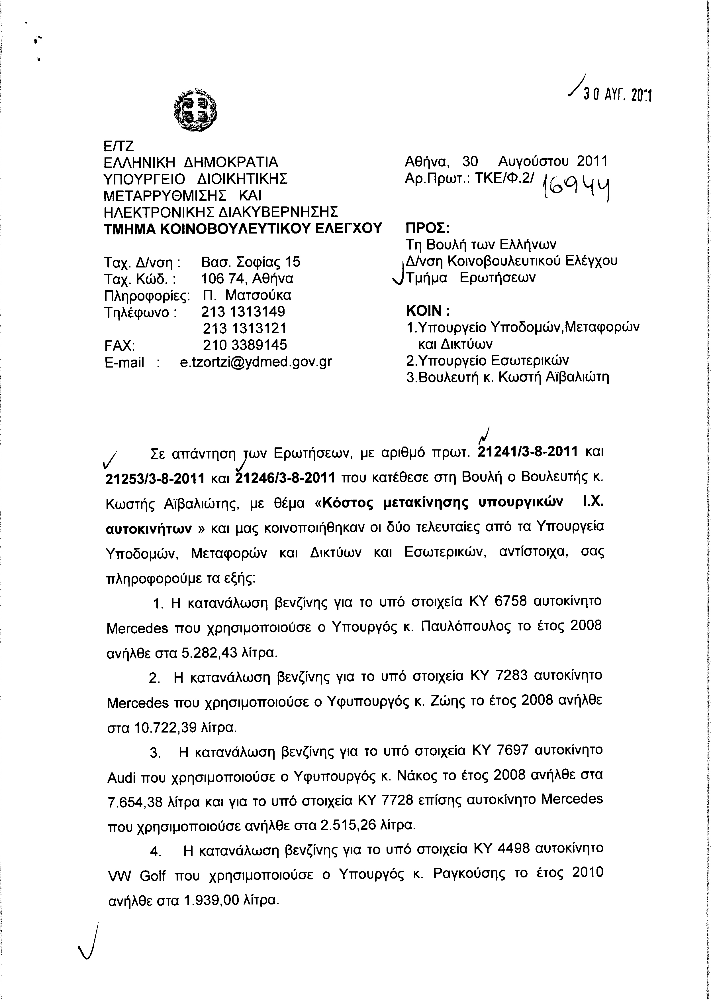 30 ΑΥΓ. 2011
Ε/ΤΖ
ΕΛΛΗΝΙΚΗ ΔΗΜΟΚΡΑΤΙΑ
ΥΠΟΥΡΓΕΙΟ ΔΙΟΙΚΗΤΙΚΗΣ
ΜΕΤΑΡΡΥΘΜΙΣΗΣ ΚΑΙ
ΗΛΕΚΤΡΟΝΙΚΗΣ ΔΙΑΚΥΒΕΡΝΗΣΗΣ
ΤΜΗΜΑ ΚΟΙΝΟΒΟΥΛΕΥΤΙΚΟΥ ΕΛΕΓΧΟΥ
Ταχ. Δ/νση : Βασ. Σοφίας 15
Ταχ. Κώδ. : 106 74, Αθήνα
Πληροφορίες: Π. Ματσούκα
Τηλέφωνο : 213 1313149
213 1313121
FAX: 210 3389145
E-mail : e.tzortzi@ydmed.gov.gr
Αθήνα, 30 Αυγούστου 2011
Αρ.Πρωτ.: ΤΚΕ/Φ.2/ 16944
ΠΡΟΣ:
Τη Βουλή των Ελλήνων
Δ/νση Κοινοβουλευτικού Ελέγχου
Τμήμα Ερωτήσεων
ΚΟΙΝ :
1.Υπουργείο Υποδομών,Μεταφορών
και Δικτύων
2.Υπουργείο Εσωτερικών
3.Βουλευτή κ. Κωστή Αϊβαλιώτη
Σε απάντηση των Ερωτήσεων, με αριθμό πρωτ. 21241/3-8-2011 και
21253/3-8-2011 και 21246/3-8-2011 που κατέθεσε στη Βουλή ο Βουλευτής κ.
Κωστής Αϊβαλιώτης, με θέμα «Κόστος μετακίνησης υπουργικών Ι.Χ.
αυτοκινήτων » και μας κοινοποιήθηκαν οι δύο τελευταίες από τα Υπουργεία
Υποδομών, Μεταφορών και Δικτύων και Εσωτερικών, αντίστοιχα, σας
πληροφορούμε τα εξής:
1. Η κατανάλωση βενζίνης για το υπό στοιχεία ΚΥ 6758 αυτοκίνητο
Mercedes που χρησιμοποιούσε ο Υπουργός κ. Παυλόπουλος το έτος 2008
ανήλθε στα 5.282,43 λίτρα.
2. Η κατανάλωση βενζίνης για το υπό στοιχεία ΚΥ 7283 αυτοκίνητο
Mercedes που χρησιμοποιούσε ο Υφυπουργός κ. Ζώης το έτος 2008 ανήλθε
στα 10.722,39 λίτρα.
3. Η κατανάλωση βενζίνης για το υπό στοιχεία ΚΥ 7697 αυτοκίνητο
Audi που χρησιμοποιούσε ο Υφυπουργός κ. Νάκος το έτος 2008 ανήλθε στα
7.654,38 λίτρα και για το υπό στοιχεία ΚΥ 7728 επίσης αυτοκίνητο Mercedes
που χρησιμοποιούσε ανήλθε στα 2.515,26 λίτρα.
4. Η κατανάλωση βενζίνης για το υπό στοιχεία ΚΥ 4498 αυτοκίνητο
VW Golf που χρησιμοποιούσε ο Υπουργός κ. Ραγκούσης το έτος 2010
ανήλθε στα 1.939,00 λίτρα.